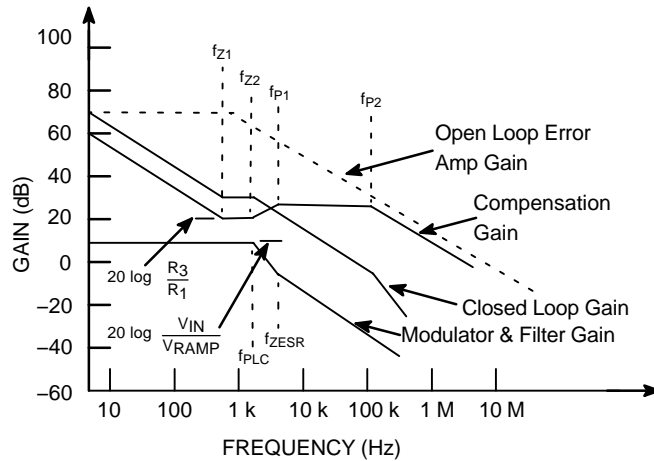 100
80
60
40
20
0
−20
−40
−60
GAIN (dB)
fZ1
fZ2
fP1
fP2
Open Loop Error
Amp Gain
Compensation
Gain
Closed Loop Gain
Modulator & Filter Gain
20 log R3/R1
20 log VIN/VRAMP
fPLC
fZESR
10 100 1 k 10 k 100 k 1 M 10 M
FREQUENCY (Hz)